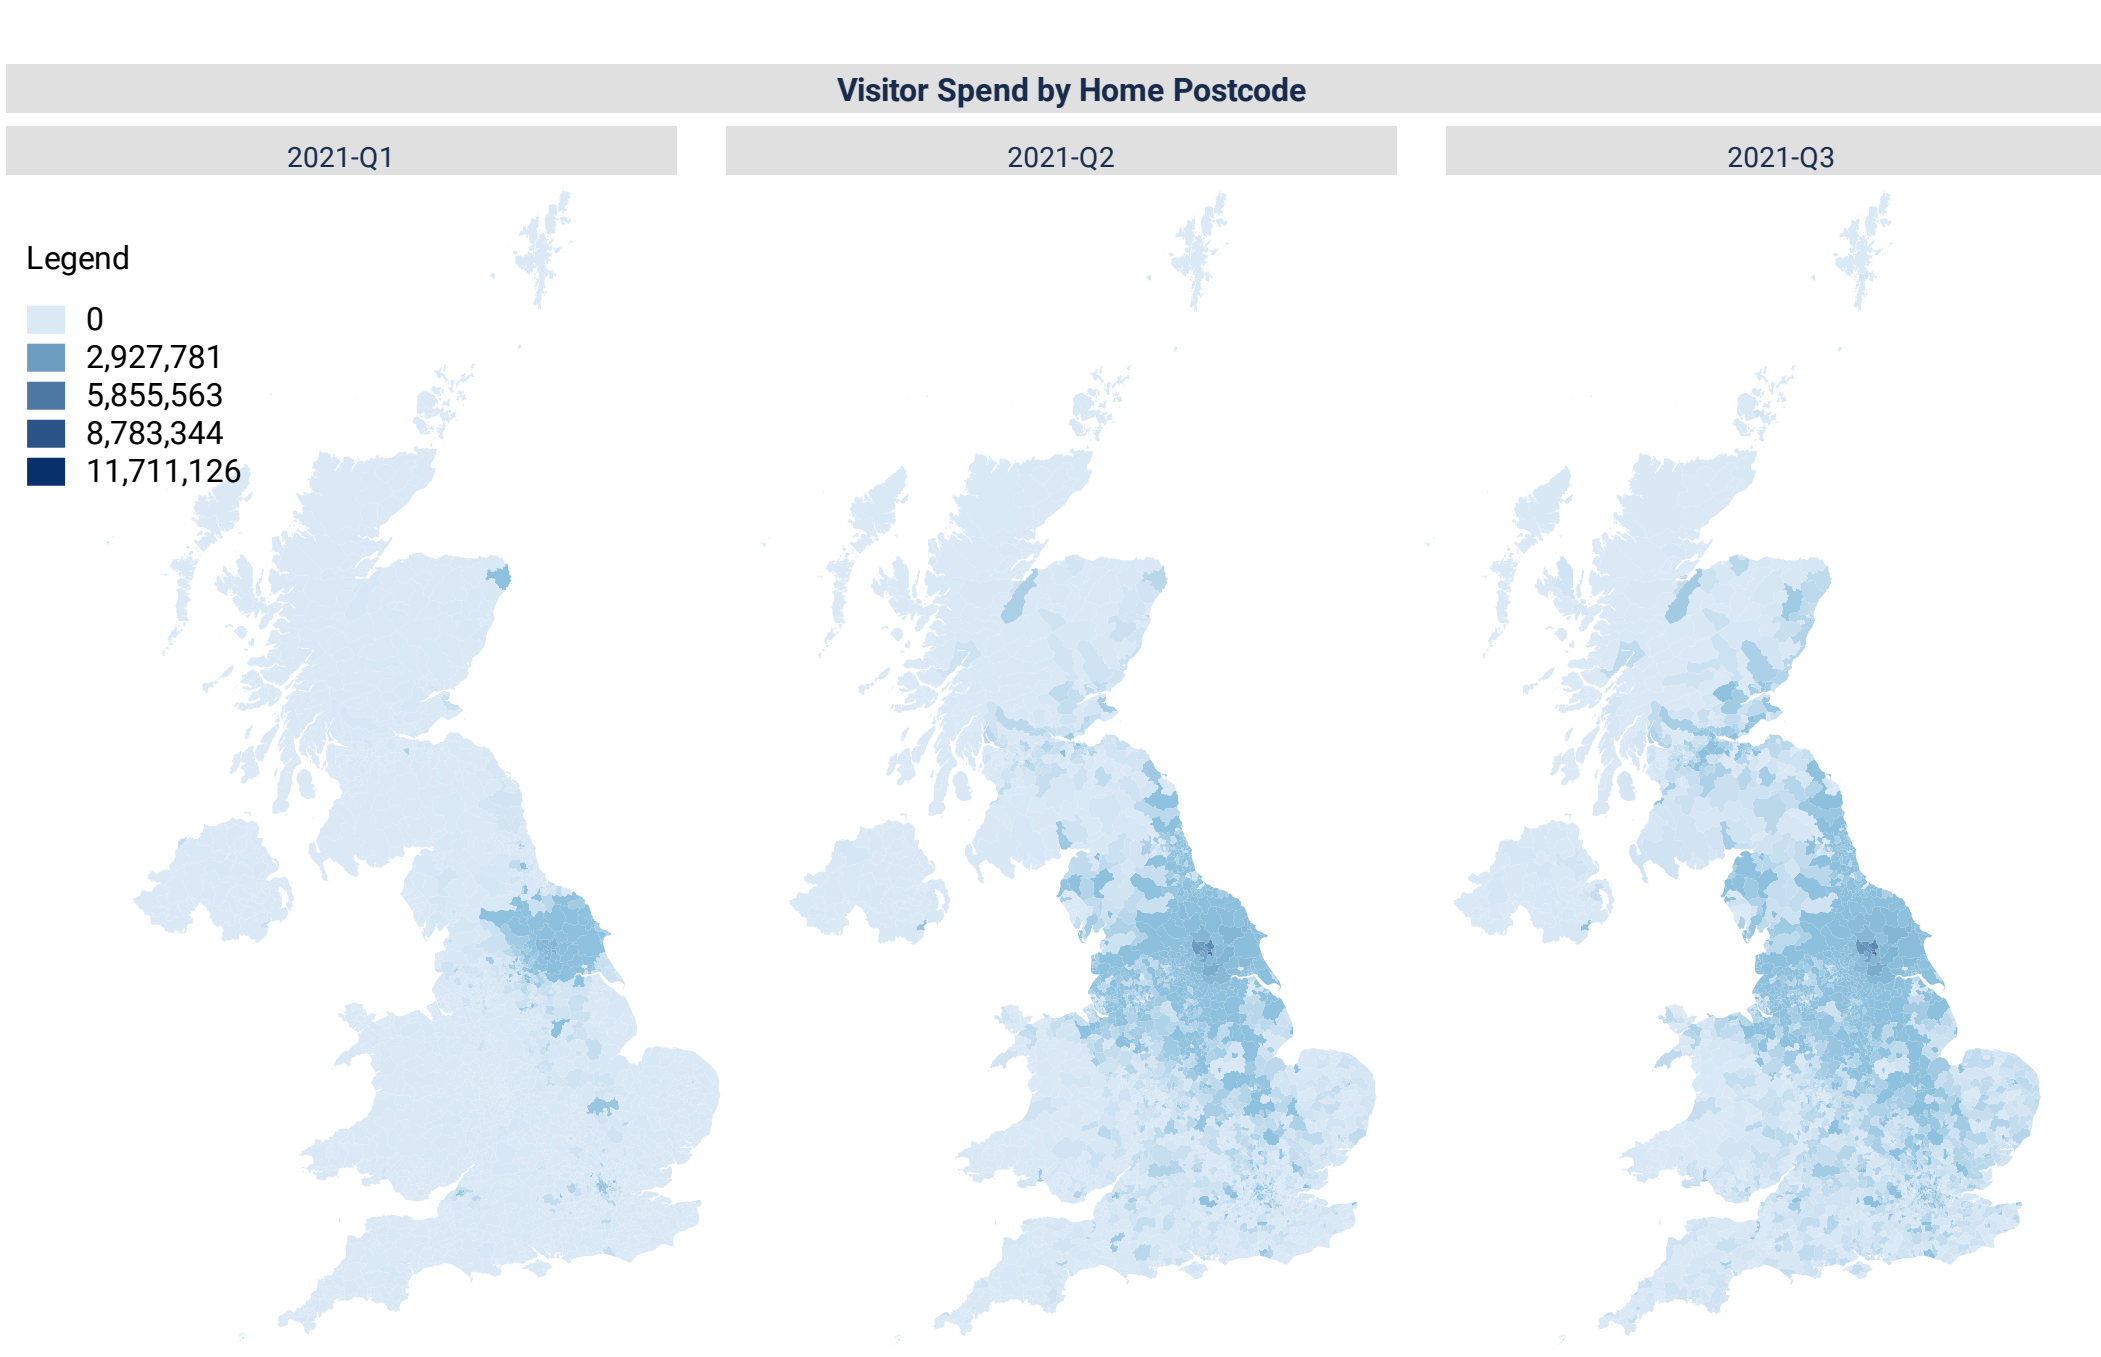 Visitor Spend by Home Postcode
2021-Q1
2021-Q2
2021-Q3
Legend
0
2,927,781
5,855,563
8,783,344
11,711,126